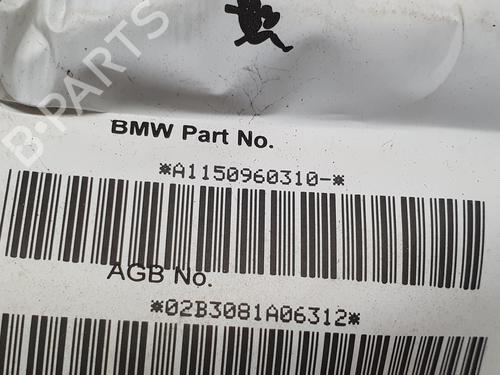 B-PARTS
BMW Part No.
*A1150960310-*
AGB No.
*02B3081A06312*